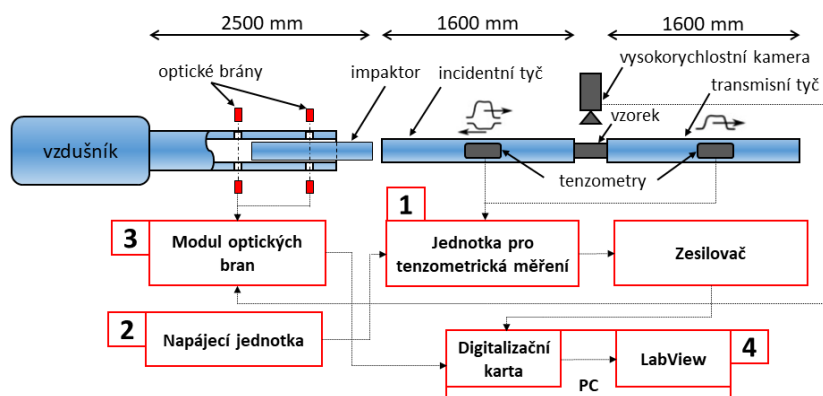 2500 mm
1600 mm
1600 mm
vysokorychlostní kamera
optické brány
impaktor
incidentní tyč
transmisní tyč
vzorek
vzdušník
tenzometry
1
3
Modul optických
bran
Jednotka pro
tenzometrická měření
Zesilovač
2
Napájecí jednotka
Digitalizační
karta
LabView
4
PC